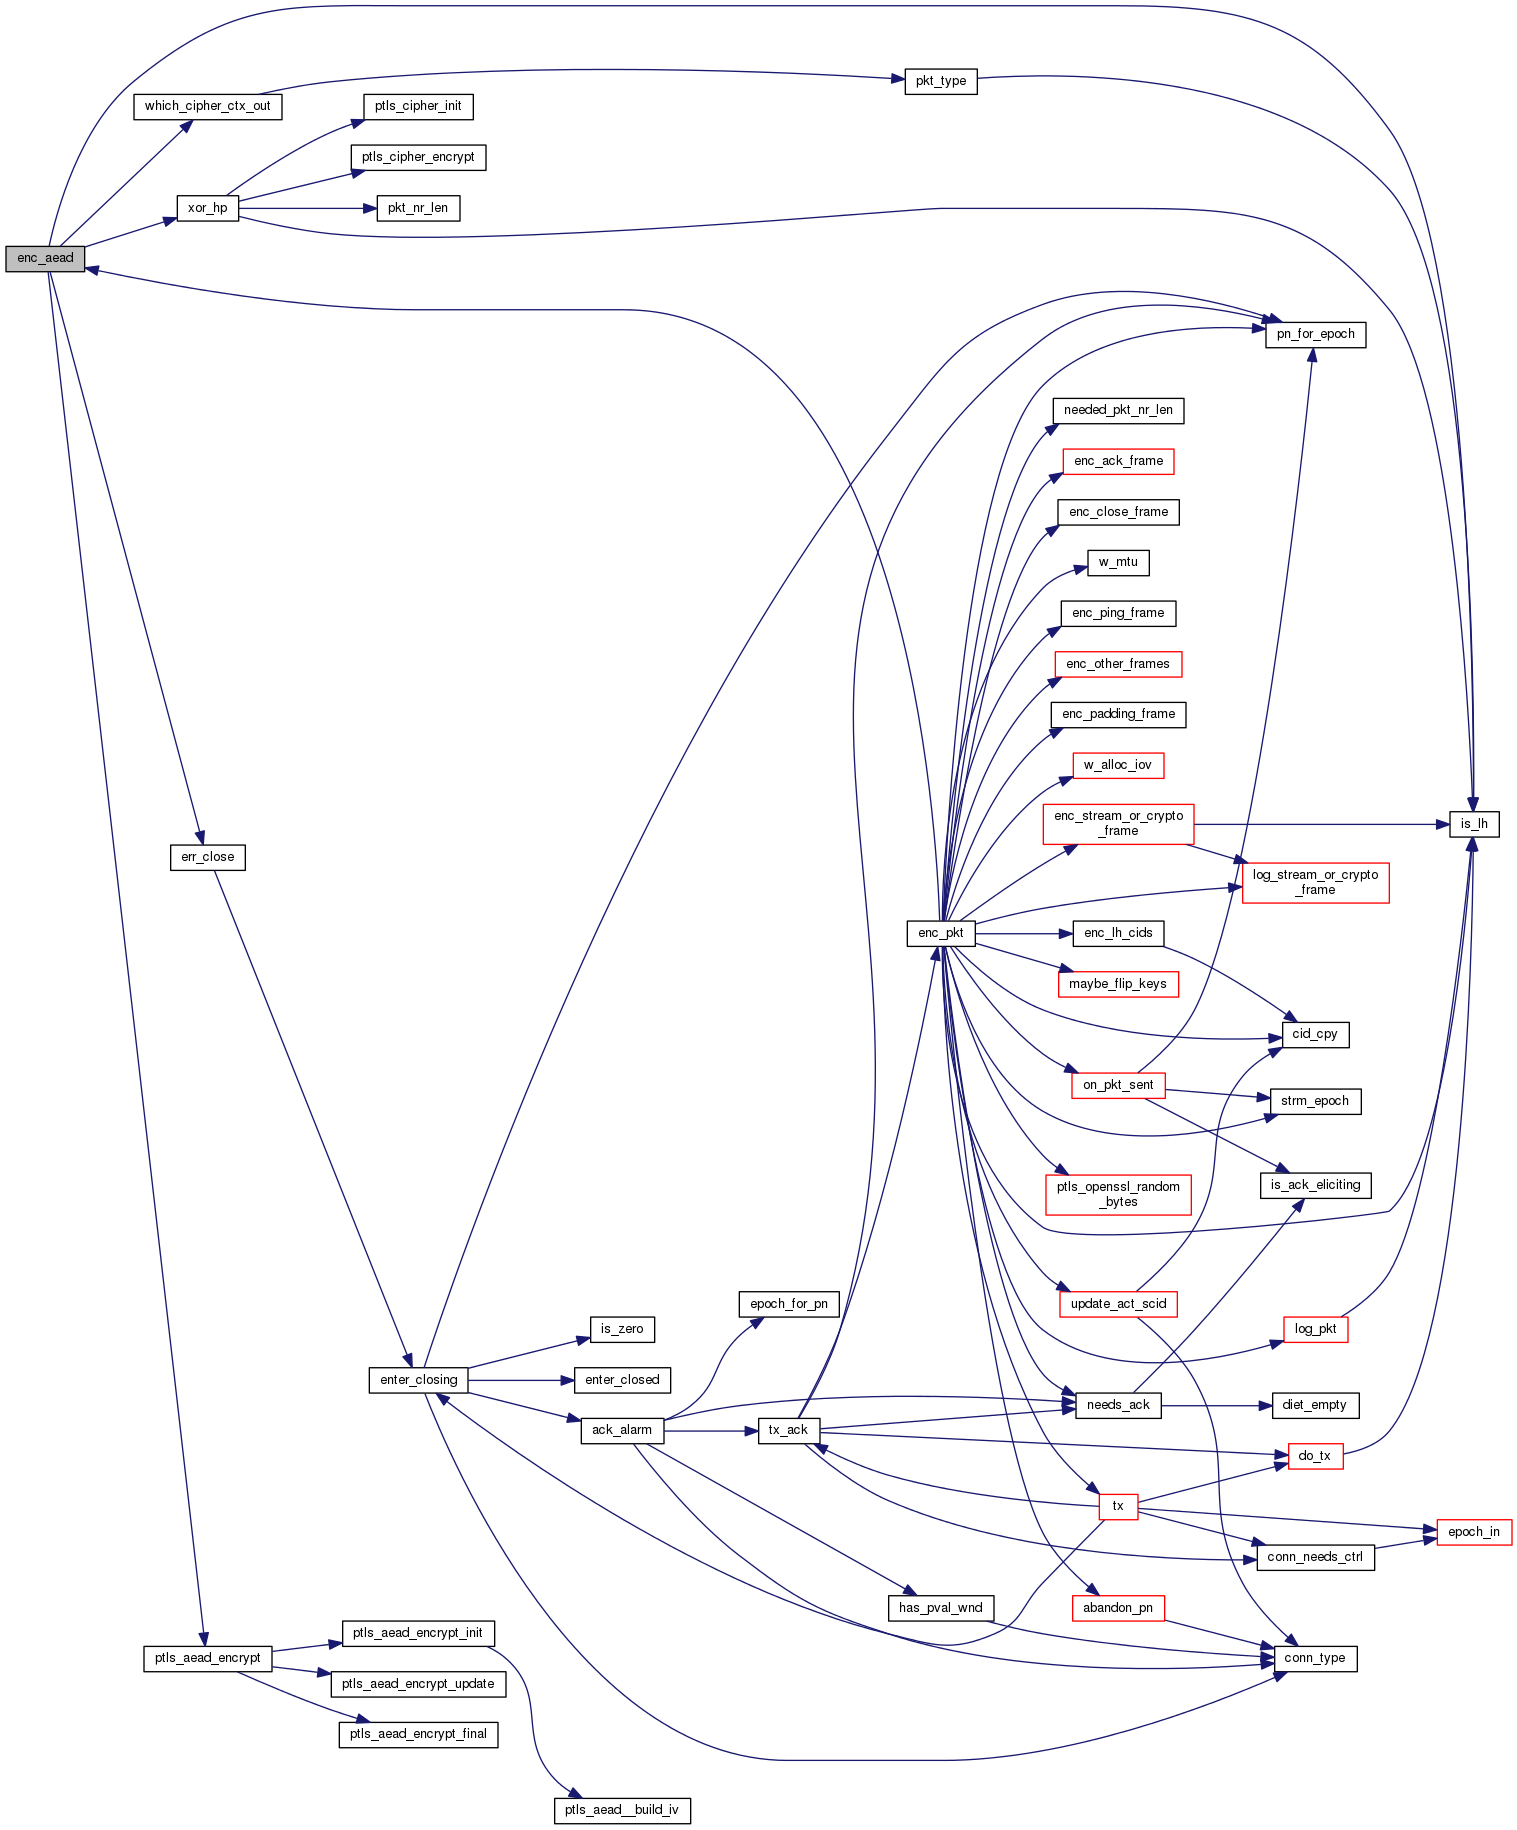 pkt_type
which_cipher_ctx_out
ptls_cipher_init
ptls_cipher_encrypt
xor_hp
pkt_nr_len
enc_aead
pn_for_epoch
needed_pkt_nr_len
enc_ack_frame
enc_close_frame
w_mtu
enc_ping_frame
enc_other_frames
enc_padding_frame
w_alloc_iov
enc_stream_or_crypto
_frame
is_lh
err_close
log_stream_or_crypto
_frame
enc_pkt
enc_lh_cids
maybe_flip_keys
cid_cpy
on_pkt_sent
strm_epoch
ptls_openssl_random
_bytes
is_ack_eliciting
epoch_for_pn
update_act_scid
is_zero
log_pkt
enter_closing
enter_closed
needs_ack
diet_empty
ack_alarm
tx_ack
do_tx
tx
epoch_in
conn_needs_ctrl
has_pval_wnd
abandon_pn
ptls_aead_encrypt_init
ptls_aead_encrypt
conn_type
ptls_aead_encrypt_update
ptls_aead_encrypt_final
ptls_aead__build_iv